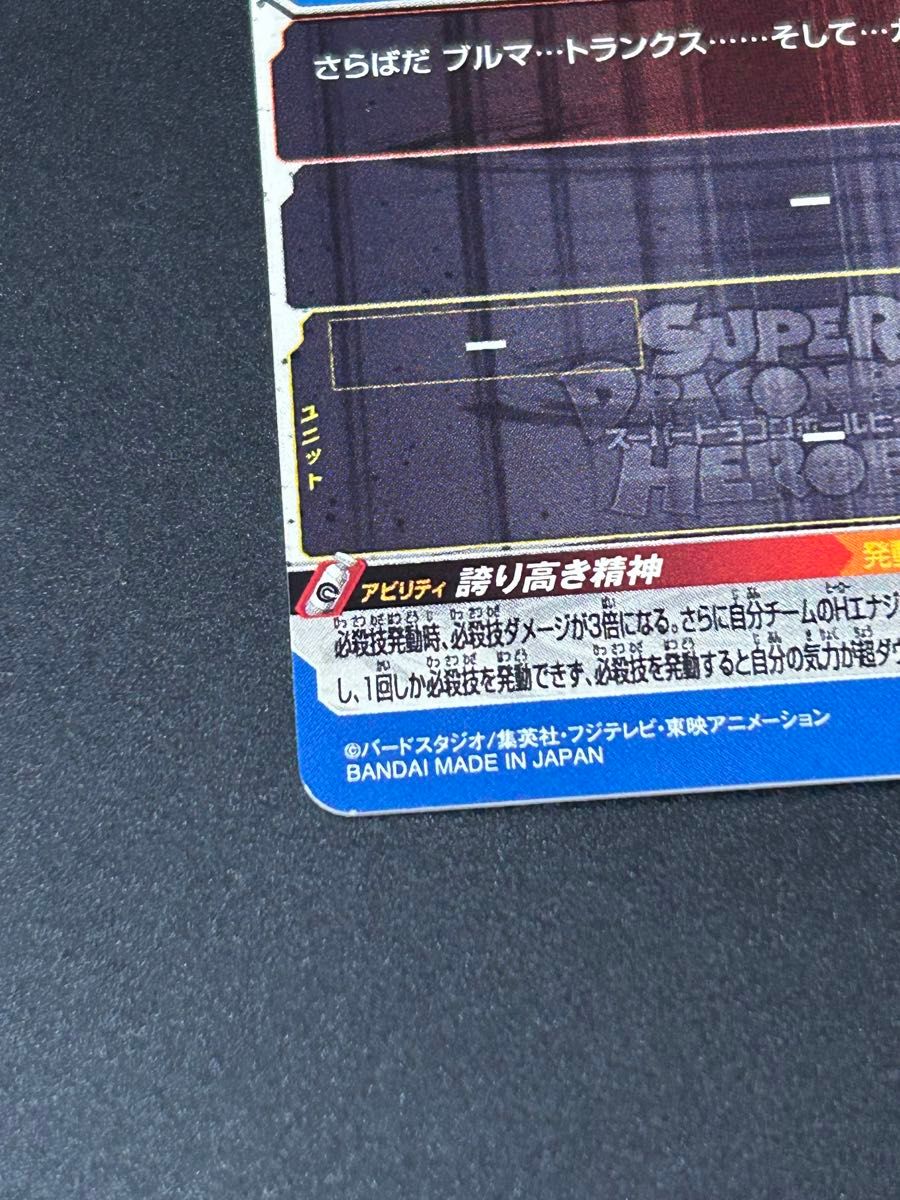 さらばだ ブルマ…トランクス……そして…カ
SUPER
DRAGON B
スーパードラゴンボールヒー
HEROE
ユニット
アビリティ 誇り高き精神 発動
必殺技発動時、必殺技ダメージが3倍になる。さらに自分チームのHエナジ
し、1回しか必殺技を発動できず、必殺技を発動すると自分の気力が超ダウ
©バードスタジオ/集英社・フジテレビ・東映アニメーション
BANDAI MADE IN JAPAN